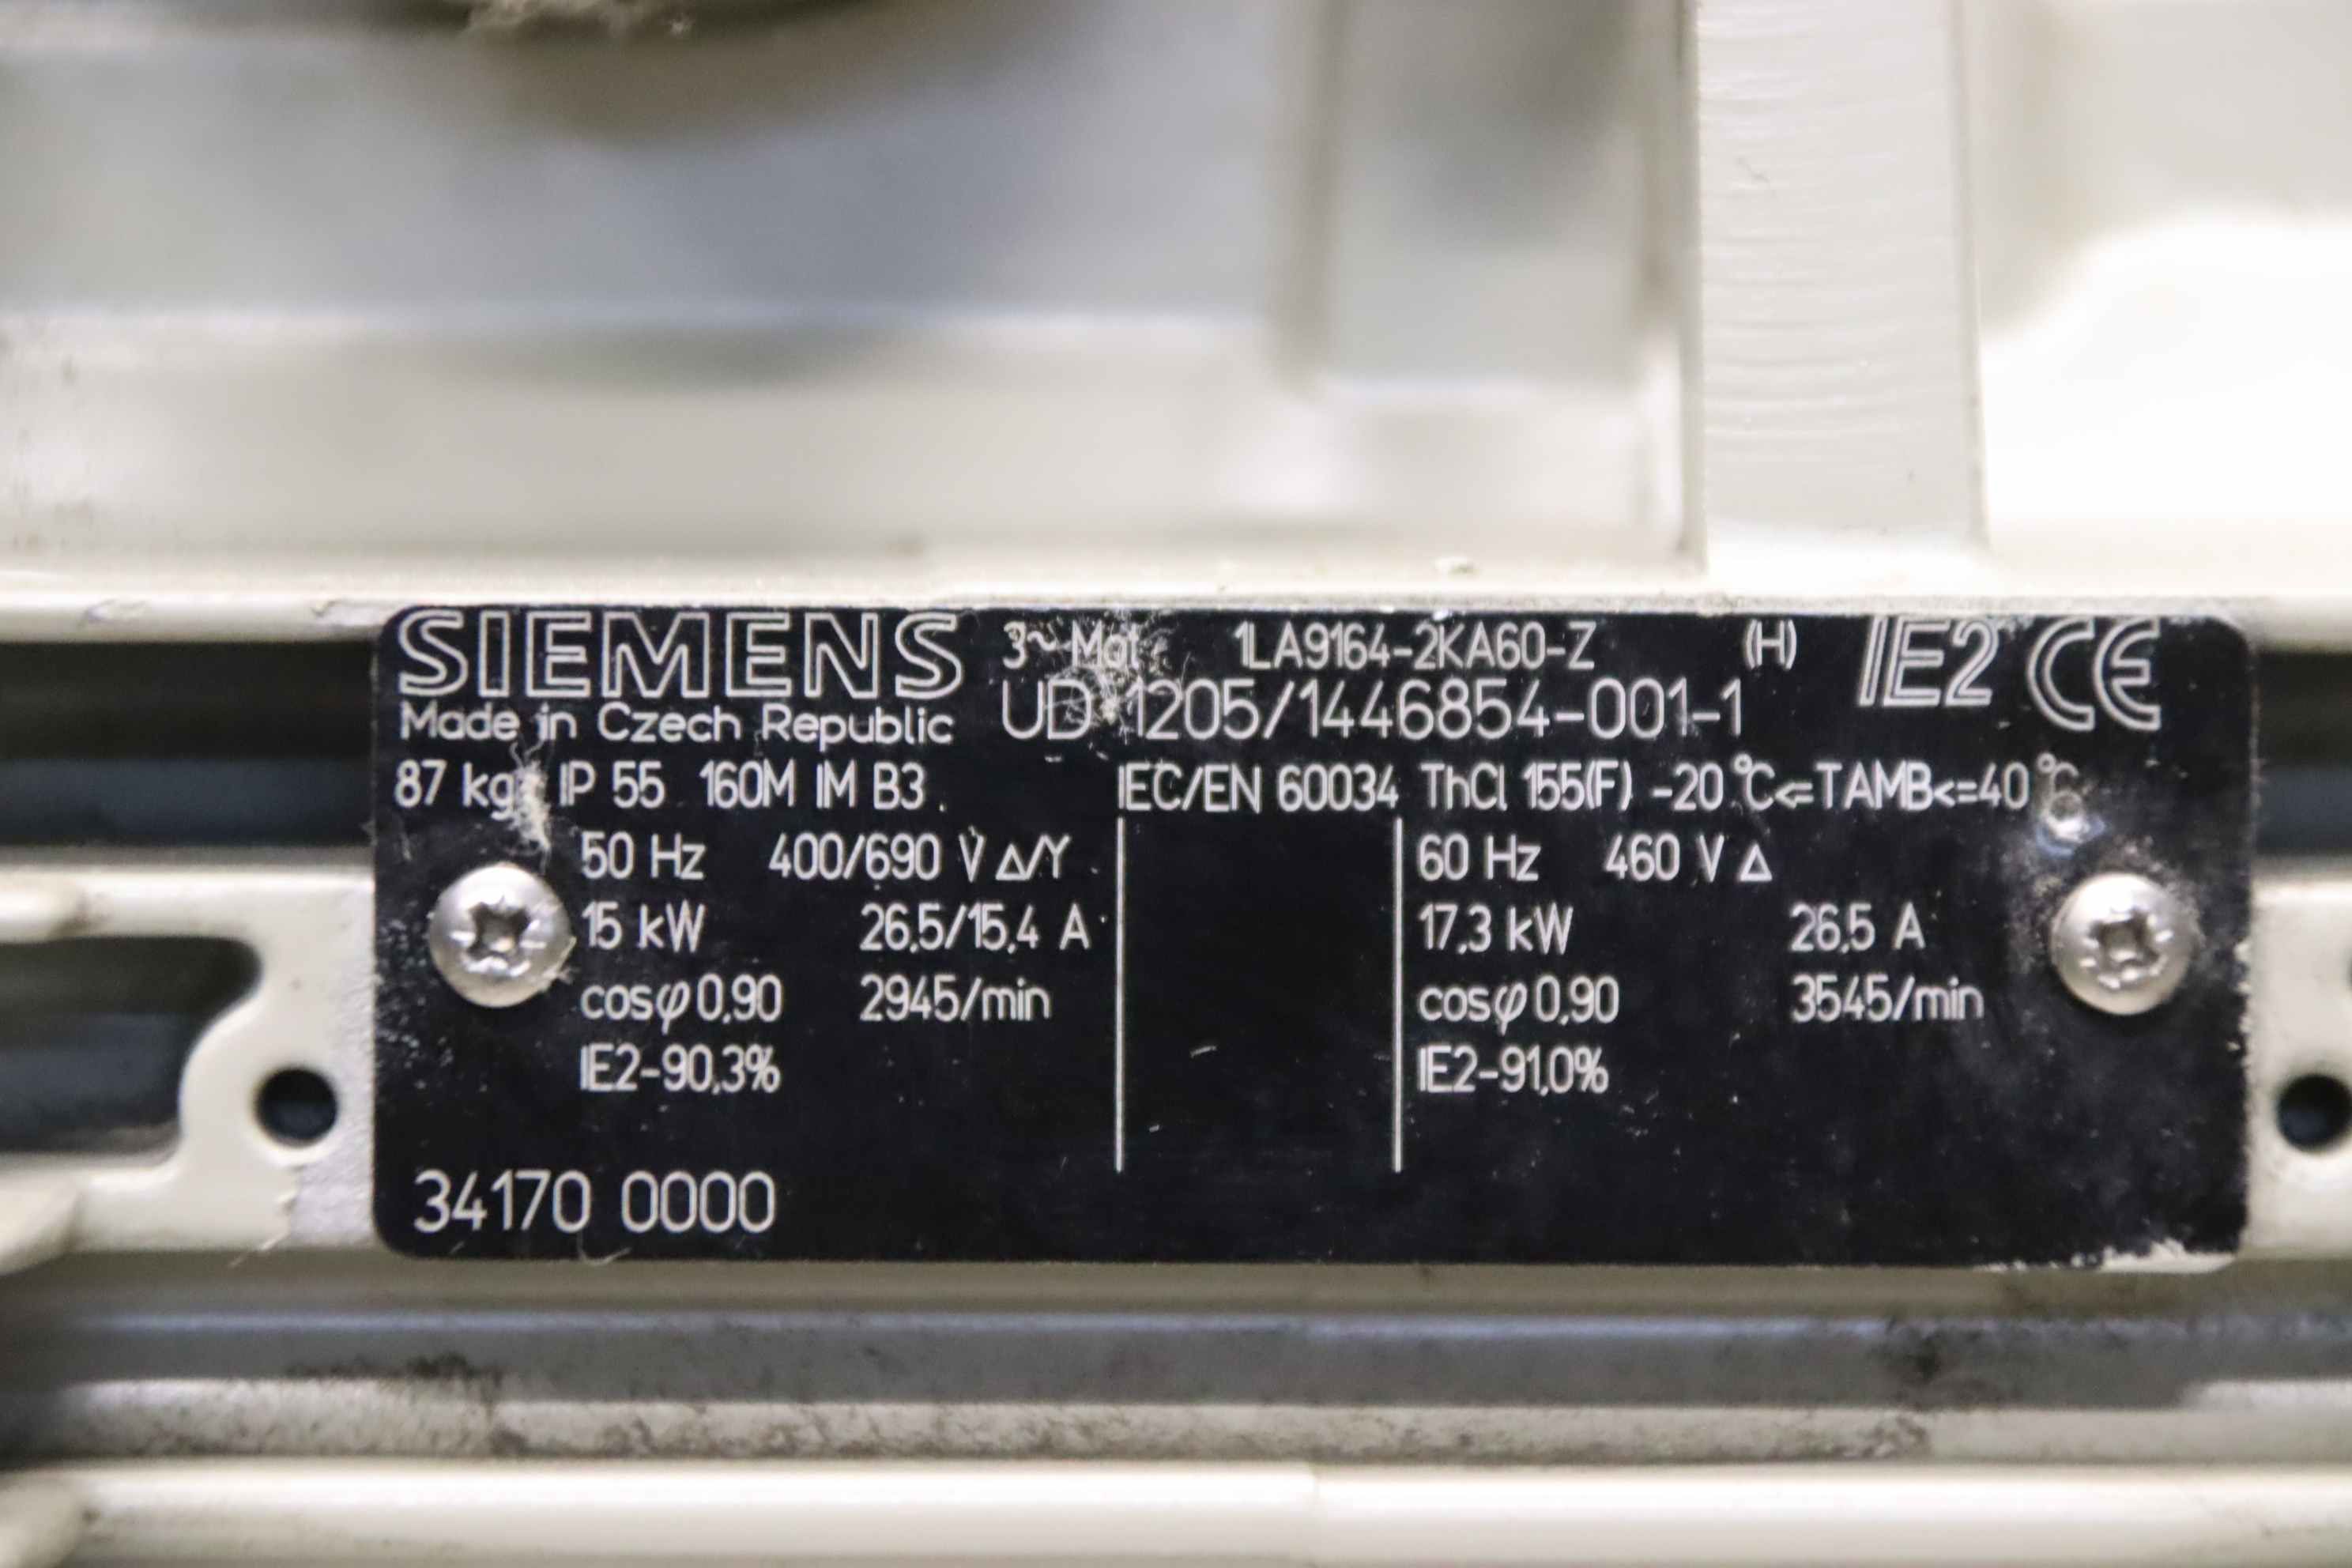 SIEMENS 3~ Mot. 1LA9164-2KA60-Z (H) IE2 CE
Made in Czech Republic UD 1205/1446854-001-1
87 kg IP 55 160M IM B3 IEC/EN 60034 ThCl 155(F) -20 °C<=TAMB<=40 °C
50 Hz 400/690 V Δ/Y 60 Hz 460 V Δ
15 kW 26,5/15,4 A 17,3 kW 26,5 A
cosφ 0,90 2945/min cosφ 0,90 3545/min
IE2-90,3% IE2-91,0%
34170 0000